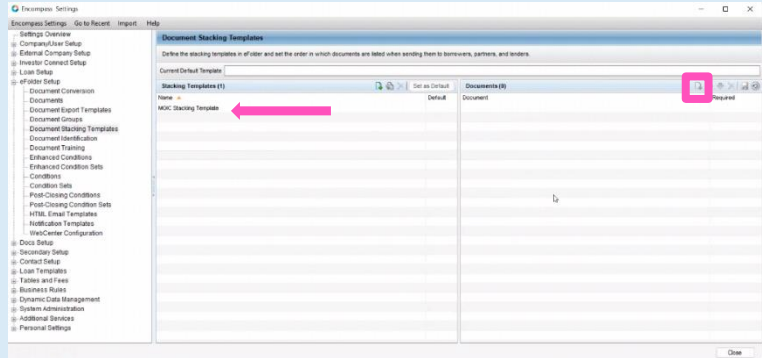 Encompass Settings
Encompass Settings Go to Recent Import Help
Settings Overview
Company/User Setup
External Company Setup
Investor Connect Setup
Loan Setup
eFolder Setup
Document Conversion
Documents
Document Export Templates
Document Groups
Document Stacking Templates
Document Identification
Document Training
Enhanced Conditions
Enhanced Condition Sets
Conditions
Condition Sets
Post-Closing Conditions
Post-Closing Condition Sets
HTML Email Templates
Notification Templates
WebCenter Configuration
Docs Setup
Secondary Setup
Contact Setup
Loan Templates
Tables and Fees
Business Rules
Dynamic Data Management
System Administration
Additional Services
Personal Settings
Document Stacking Templates
Define the stacking templates in eFolder and set the order in which documents are listed when sending them to borrowers, partners, and lenders.
Current Default Template
Stacking Templates (1) Set as Default
Name Default
MGIC Stacking Template
Documents (0)
Document Required
Close